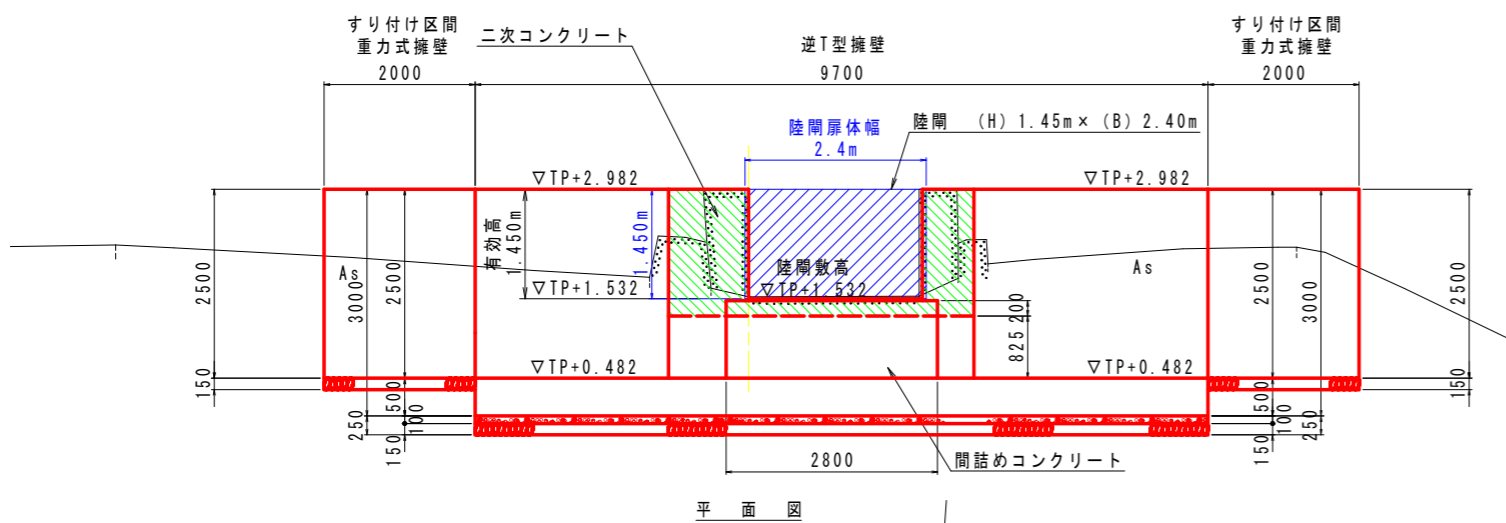 すり付け区間
重力式擁壁
2000
二次コンクリート
逆T型擁壁
9700
すり付け区間
重力式擁壁
2000
陸閘扉体幅
2.4m
陸閘 (H) 1.45m× (B) 2.40m
▽TP+2.982
▽TP+2.982
有効高
1.450m
1.450m
陸閘敷高
▽TP+1.532
▽TP+1.532
As
As
2500
3000
2500
2500
3000
2500
200
825
▽TP+0.482
▽TP+0.482
150
500
250
100
150
150
500
100
250
150
2800
間詰めコンクリート
平 面 図